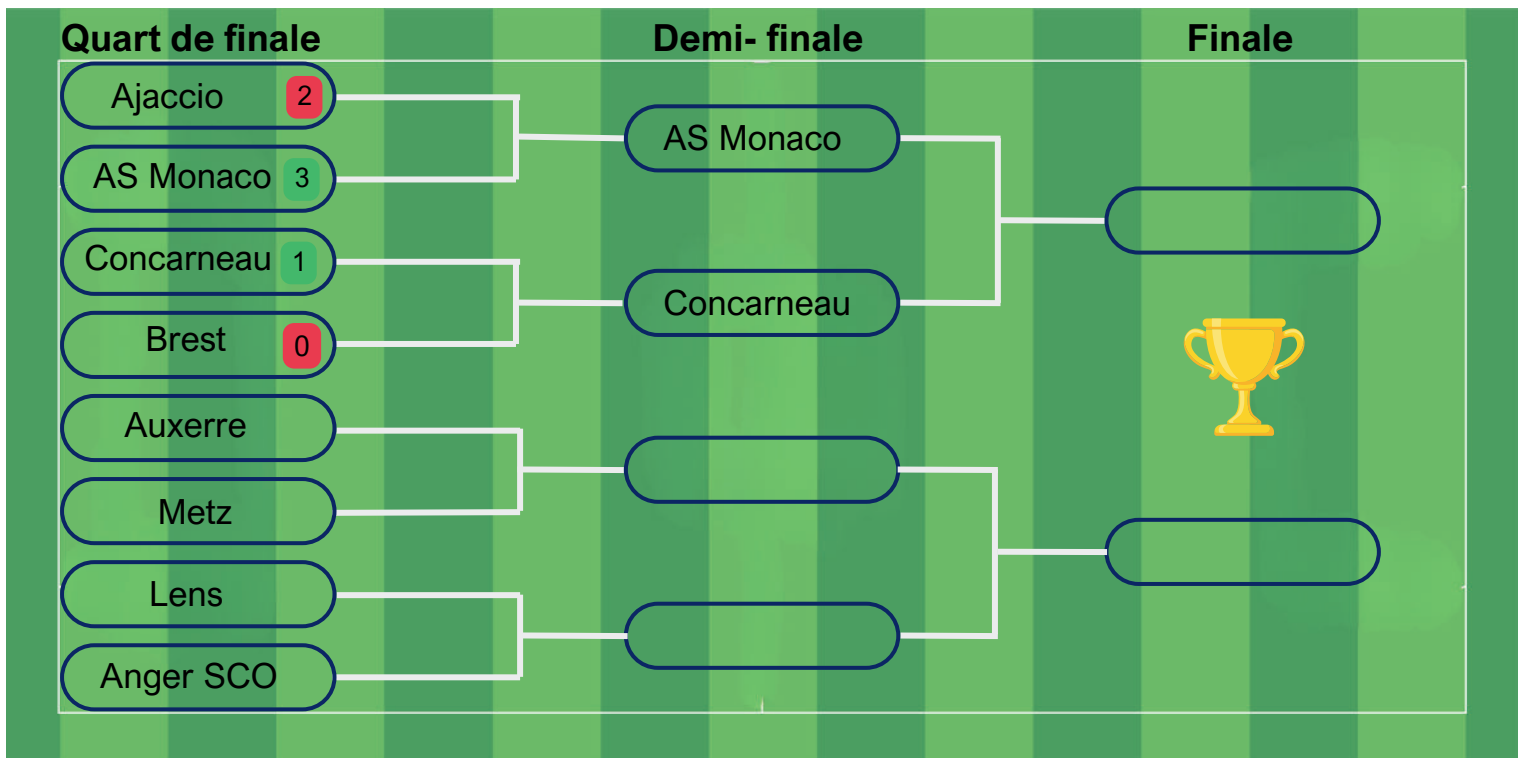 Quart de finale Demi- finale Finale
Ajaccio 2
AS Monaco
AS Monaco 3
Concarneau 1
Concarneau
Brest 0
Auxerre
Metz
Lens
Anger SCO